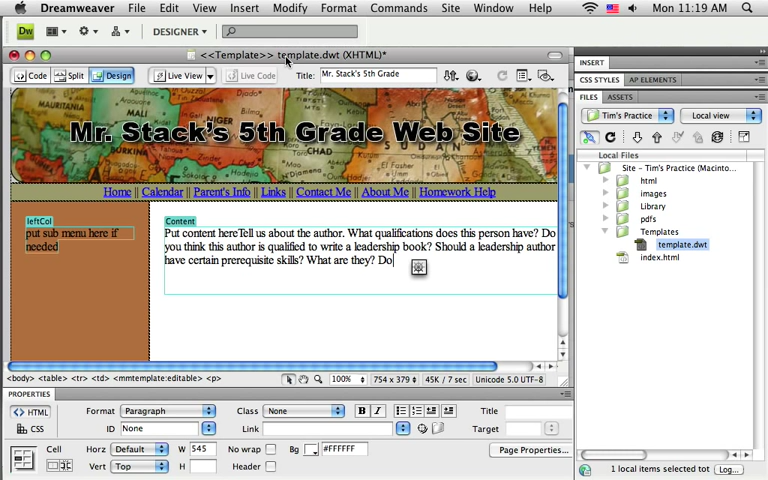 Dreamweaver File Edit View Insert Modify Format Commands Site Window Help Mon 11:19 AM
Dw DESIGNER
<<Template>> template.dwt (XHTML)*
Code Split Design Live View Live Code Title: Mr. Stack's 5th Grade
MAURITANIA MALI NIGER BURKINA CHAD
Mr. Stack's 5th Grade Web Site
Home || Calendar || Parent's Info || Links || Contact Me || About Me || Homework Help
leftCol
put sub menu here if
needed
Content
Put content hereTell us about the author. What qualifications does this person have? Do
you think this author is qualified to write a leadership book? Should a leadership author
have certain prerequisite skills? What are they? Do
<body> <table> <tr> <td> <mmtemplate:editable> <p> 100% 754 x 379 45K / 7 sec Unicode 5.0 UTF-8
PROPERTIES
HTML Format Paragraph Class None B I Title
CSS ID None Link Target
Cell Horz Default W 545 No wrap Bg #FFFFFF Page Properties...
Vert Top H Header
INSERT
CSS STYLES AP ELEMENTS
FILES ASSETS
Tim's Practice Local view
Local Files
Site - Tim's Practice (Macinto...
html
images
Library
pdfs
Templates
template.dwt
index.html
1 local items selected tot Log...